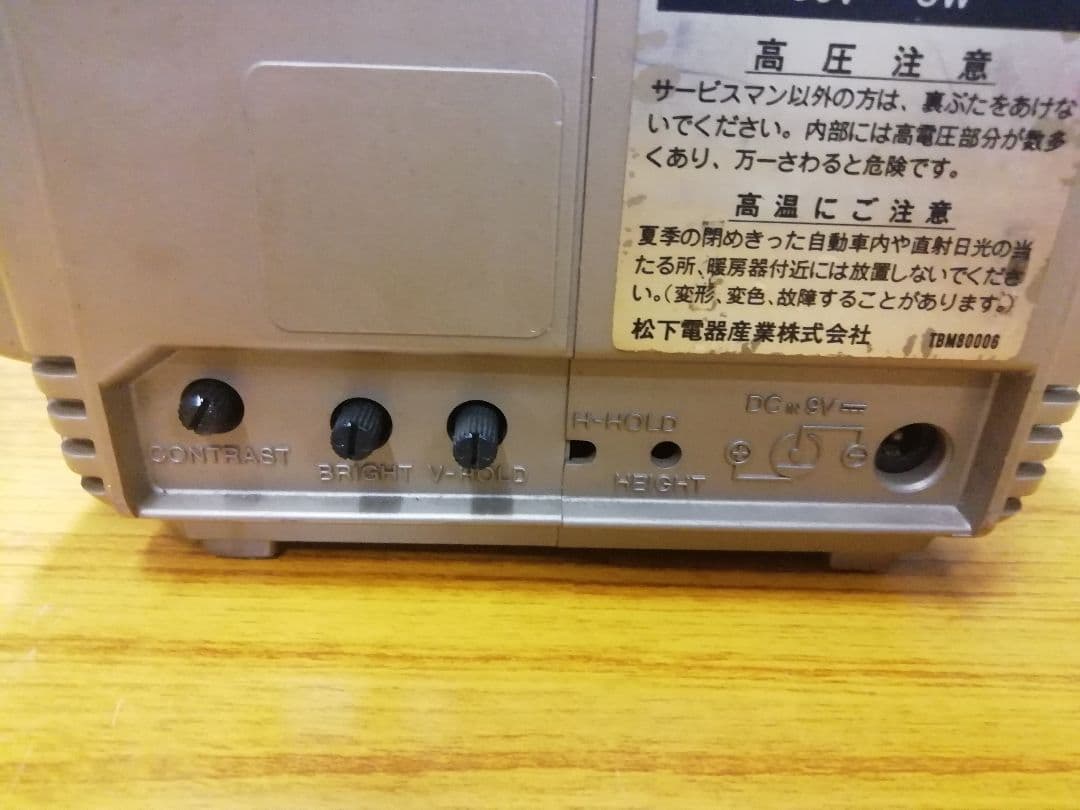 高圧注意
サービスマン以外の方は、裏ぶたをあけな
いでください。内部には高電圧部分が数多
くあり、万一さわると危険です。
高温にご注意
夏季の閉めきった自動車内や直射日光の当
たる所、暖房器付近には放置しないでくださ
い。(変形、変色、故障することがあります。)
松下電器産業株式会社 TBM80006
CONTRAST
BRIGHT
V-HOLD
H-HOLD
HEIGHT
DC IN 9V